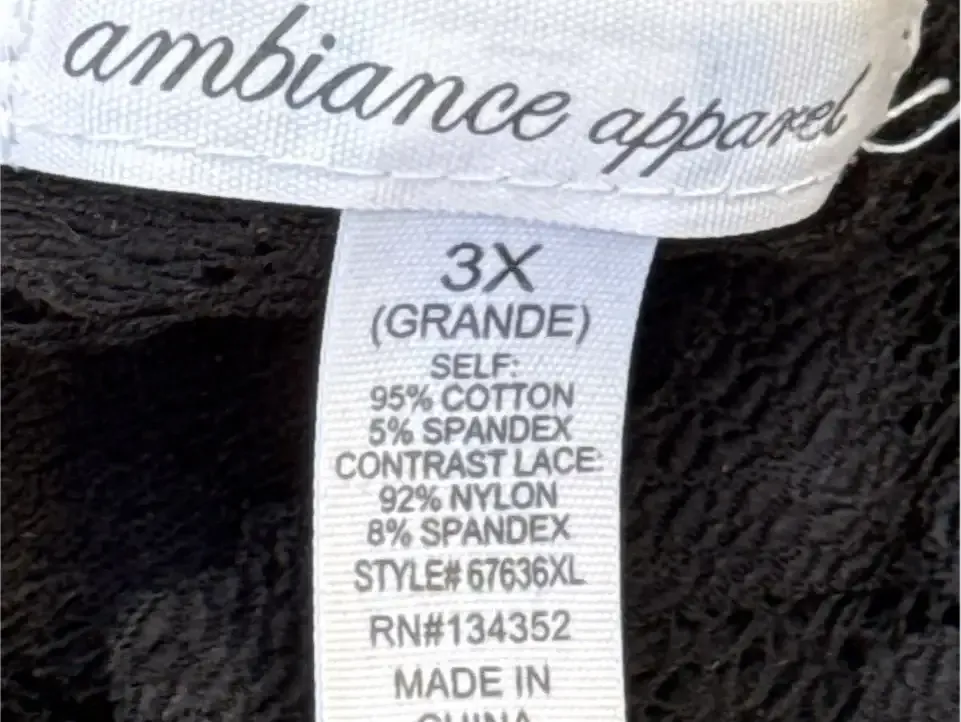 ambiance apparel
3X
(GRANDE)
SELF:
95% COTTON
5% SPANDEX
CONTRAST LACE:
92% NYLON
8% SPANDEX
STYLE# 67636XL
RN#134352
MADE IN
CHINA